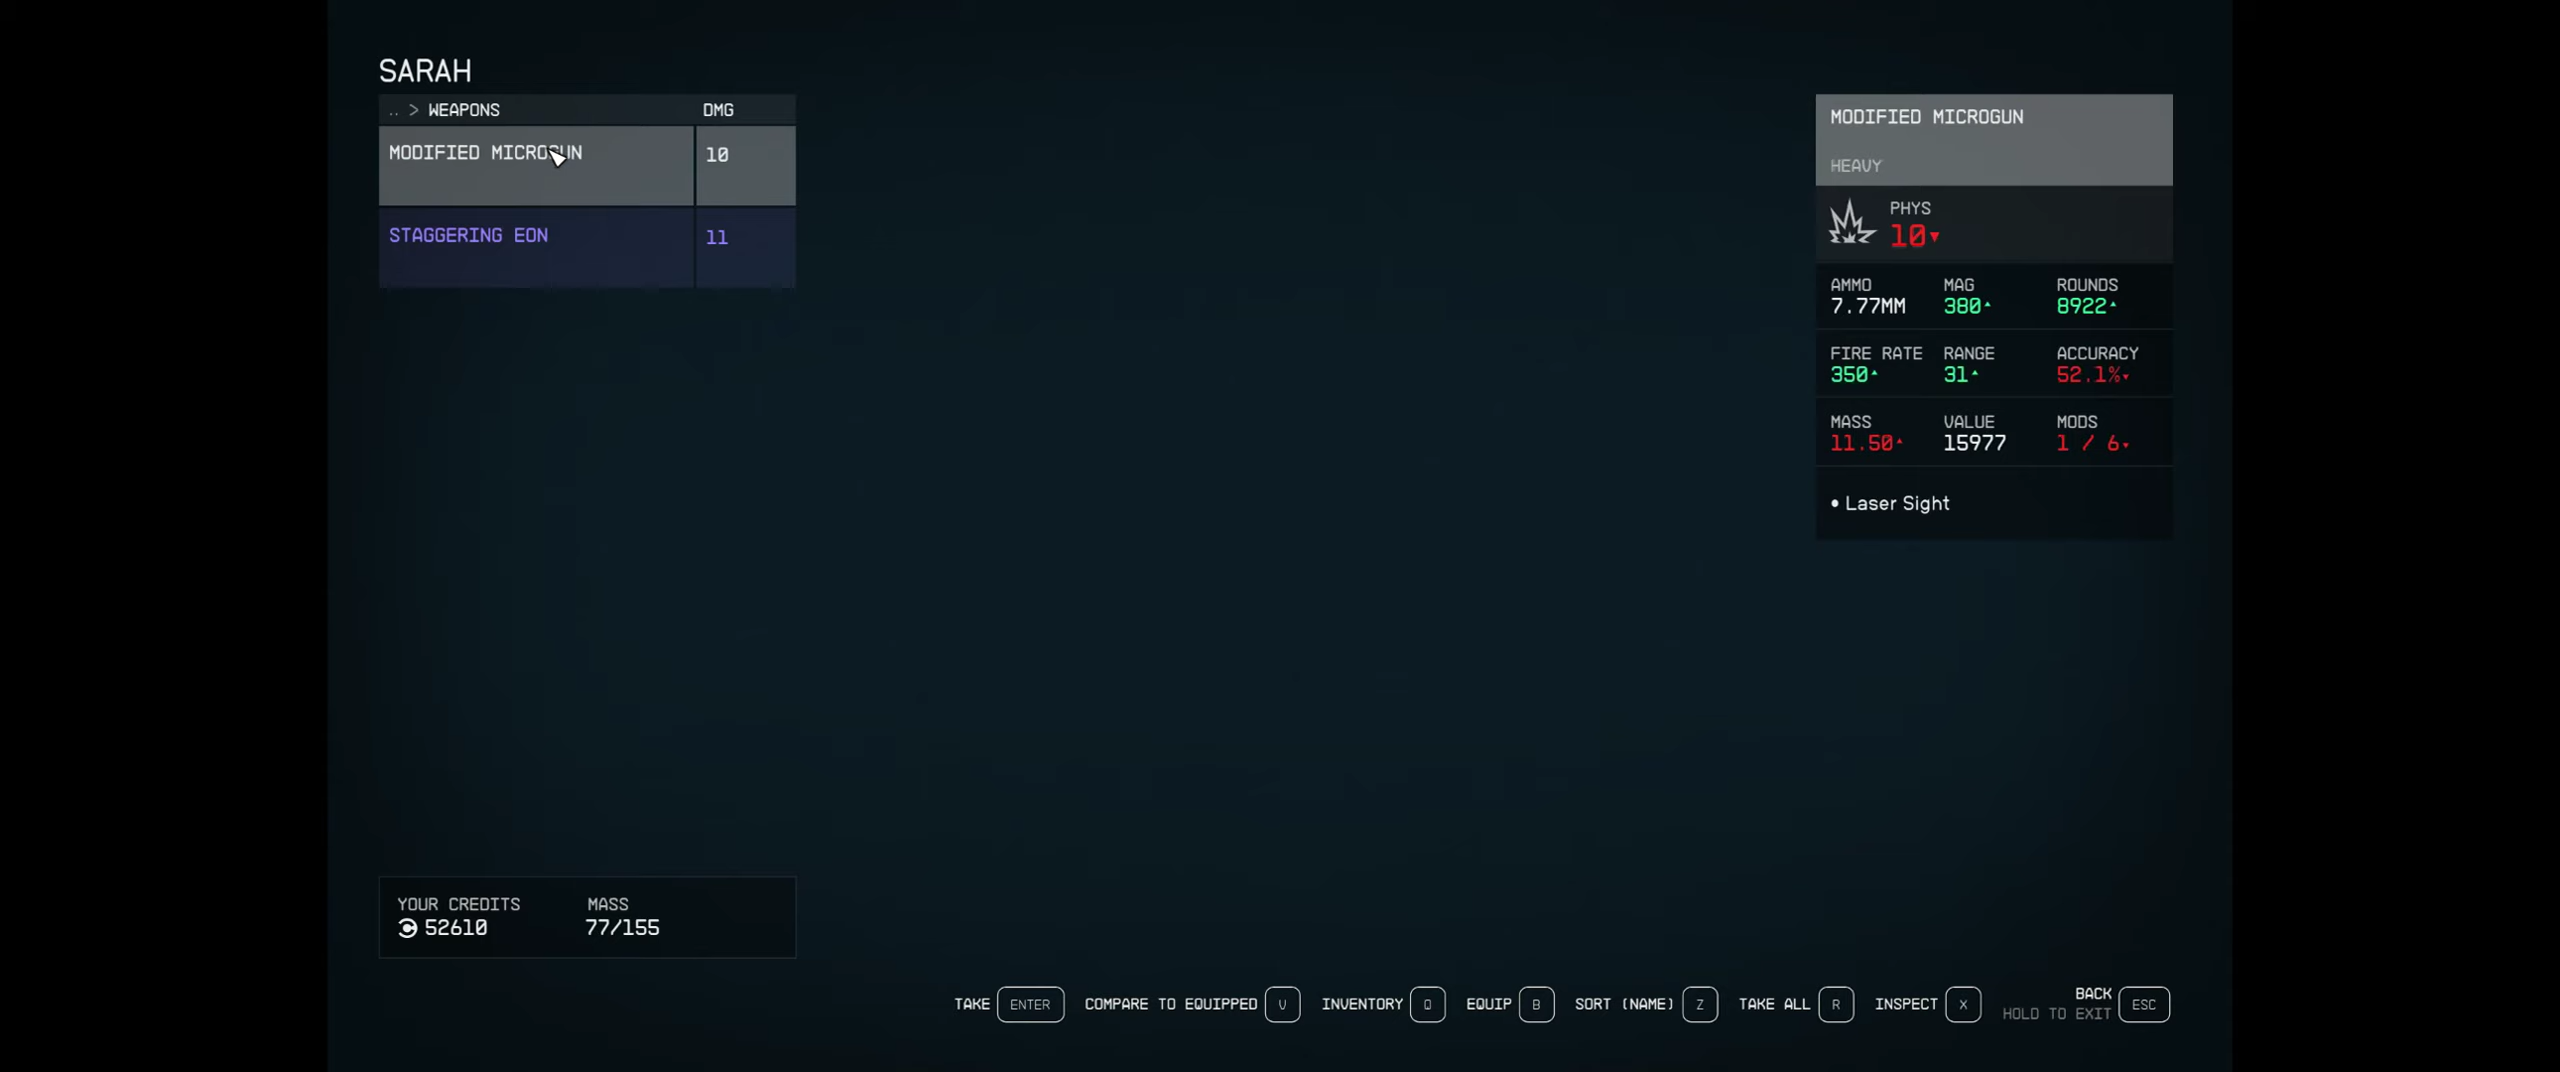 SARAH
.. > WEAPONS DMG
MODIFIED MICROGUN 10
STAGGERING EON 11
MODIFIED MICROGUN
HEAVY
PHYS
10
AMMO MAG ROUNDS
7.77MM 380 8922
FIRE RATE RANGE ACCURACY
350 31 52.1%
MASS VALUE MODS
11.50 15977 1 / 6
• Laser Sight
YOUR CREDITS MASS
52610 77/155
TAKE ENTER COMPARE TO EQUIPPED V INVENTORY Q EQUIP B SORT (NAME) Z TAKE ALL R INSPECT X BACK ESC
HOLD TO EXIT